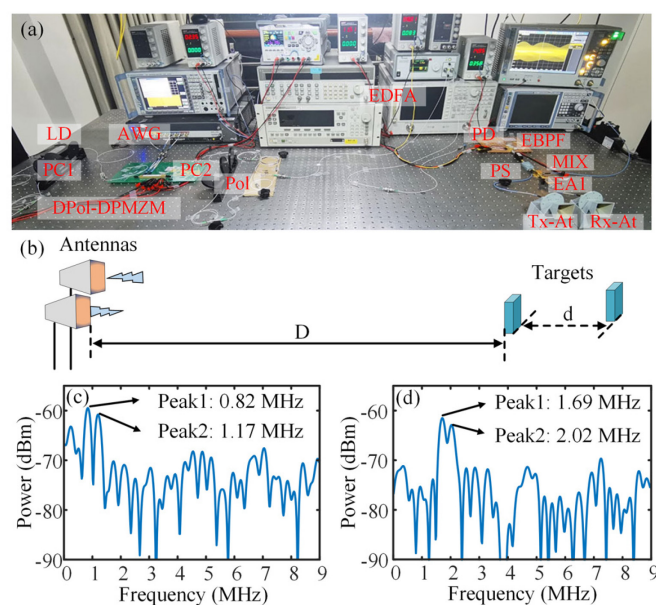 (a)
EDFA
LD
AWG
PD
EBPF
PC1
PC2
MIX
Pol
PS
EA1
DPol-DPMZM
Tx-At
Rx-At
(b)
Antennas
Targets
D
d
(c)
Peak1: 0.82 MHz
Peak2: 1.17 MHz
Power (dBm)
-60
-70
-80
-90
0 1 2 3 4 5 6 7 8 9
Frequency (MHz)
(d)
Peak1: 1.69 MHz
Peak2: 2.02 MHz
Power (dBm)
-60
-70
-80
-90
0 1 2 3 4 5 6 7 8 9
Frequency (MHz)